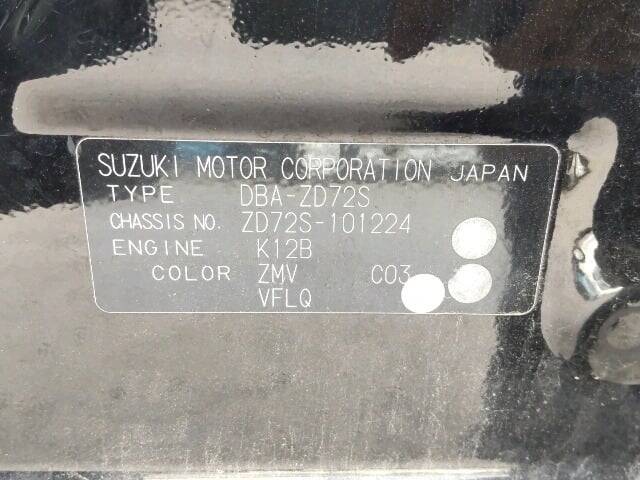 SUZUKI MOTOR CORPORATION JAPAN
TYPE DBA-ZD72S
CHASSIS NO. ZD72S-101224
ENGINE K12B
COLOR ZMV C03
VFLQ